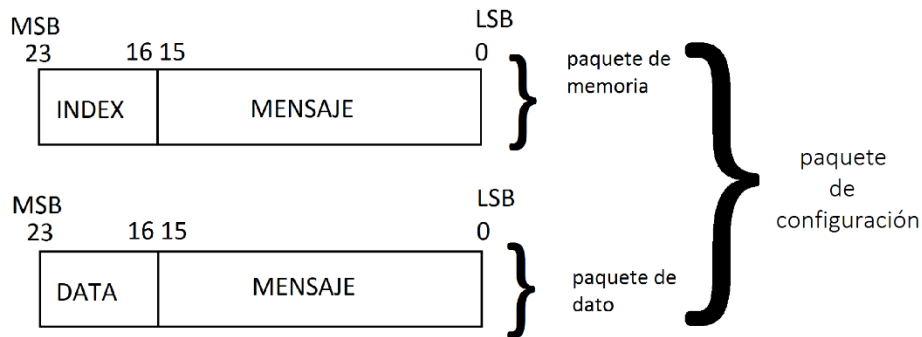 MSB LSB
23 16 15 0
INDEX MENSAJE
paquete de
memoria
MSB LSB
23 16 15 0
DATA MENSAJE
paquete de
dato
paquete
de
configuración